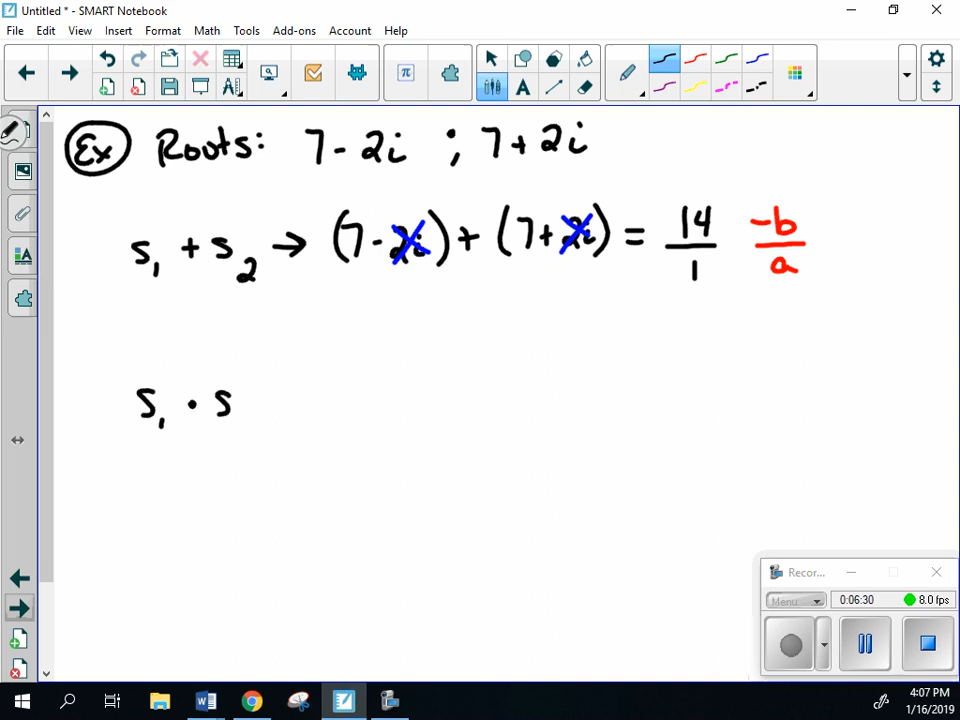 Untitled * - SMART Notebook
File Edit View Insert Format Math Tools Add-ons Account Help
Ex Roots: 7 - 2i ; 7 + 2i
s₁ + s₂ → (7 - 2i) + (7 + 2i) = 14/1 -b/a
s₁ · s
Recor...
Menu 0:06:30 8.0 fps
4:07 PM
1/16/2019